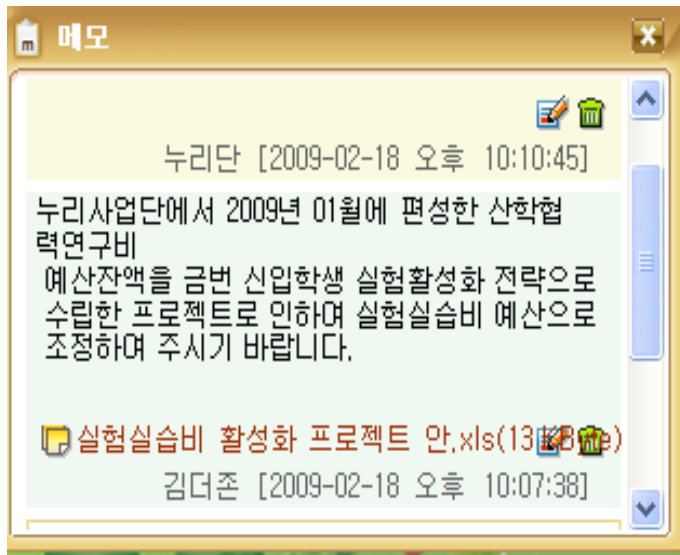 메모
누리단 [2009-02-18 오후 10:10:45]
누리사업단에서 2009년 01월에 편성한 산학협
력연구비
예산잔액을 금번 신입학생 실험활성화 전략으로
수립한 프로젝트로 인하여 실험실습비 예산으로
조정하여 주시기 바랍니다.
실험실습비 활성화 프로젝트 안.xls(13 KByte)
김더존 [2009-02-18 오후 10:07:38]